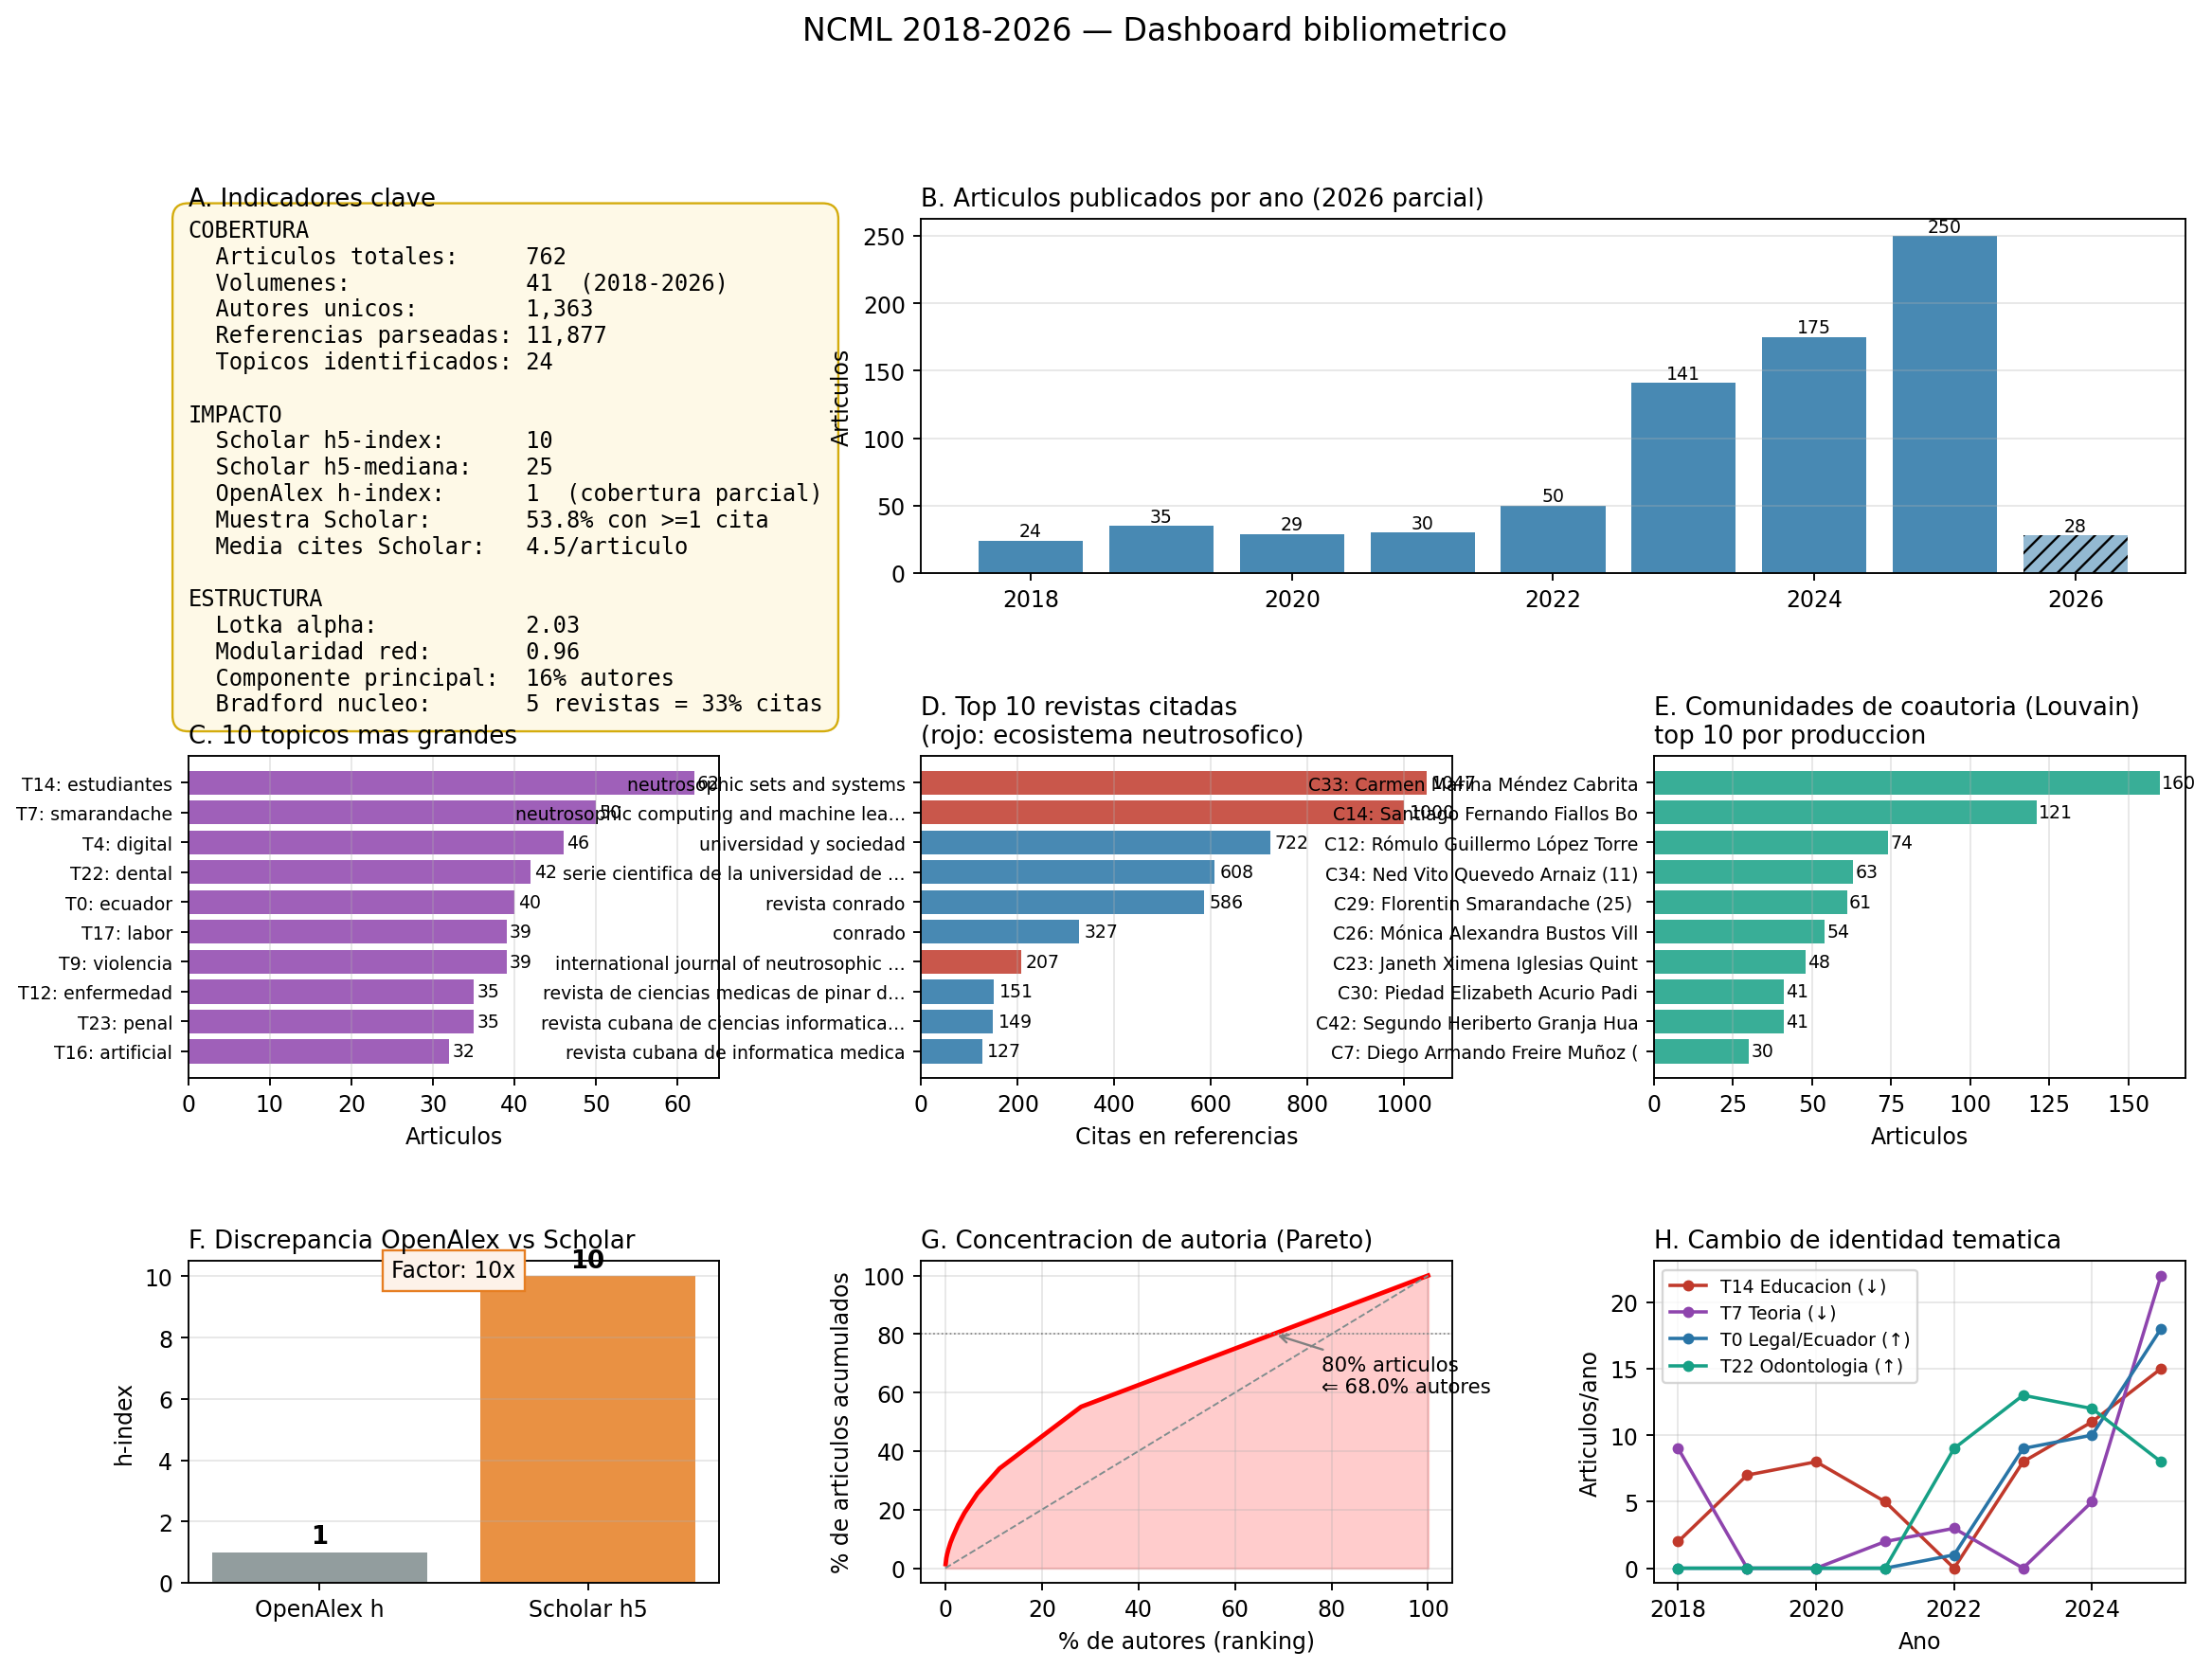 NCML 2018-2026 — Dashboard bibliometrico
A. Indicadores clave
COBERTURA
Articulos totales: 762
Volumenes: 41 (2018-2026)
Autores unicos: 1,363
Referencias parseadas: 11,877
Topicos identificados: 24
IMPACTO
Scholar h5-index: 10
Scholar h5-mediana: 25
OpenAlex h-index: 1 (cobertura parcial)
Muestra Scholar: 53.8% con >=1 cita
Media cites Scholar: 4.5/articulo
ESTRUCTURA
Lotka alpha: 2.03
Modularidad red: 0.96
Componente principal: 16% autores
Bradford nucleo: 5 revistas = 33% citas
B. Articulos publicados por ano (2026 parcial)
Articulos
250
200
150
100
50
0
24
35
29
30
50
141
175
250
28
2018
2020
2022
2024
2026
C. 10 topicos mas grandes
T14: estudiantes 62
T7: smarandache 50
T4: digital 46
T22: dental 42
T0: ecuador 40
T17: labor 39
T9: violencia 39
T12: enfermedad 35
T23: penal 35
T16: artificial 32
0 10 20 30 40 50 60
Articulos
D. Top 10 revistas citadas
(rojo: ecosistema neutrosofico)
neutrosophic sets and systems 1047
neutrosophic computing and machine lea... 1000
universidad y sociedad 722
serie cientifica de la universidad de ... 608
revista conrado 586
conrado 327
international journal of neutrosophic ... 207
revista de ciencias medicas de pinar d... 151
revista cubana de ciencias informatica... 149
revista cubana de informatica medica 127
0 200 400 600 800 1000
Citas en referencias
E. Comunidades de coautoria (Louvain)
top 10 por produccion
C33: Carmen Marina Méndez Cabrita 160
C14: Santiago Fernando Fiallos Bo 121
C12: Rómulo Guillermo López Torre 74
C34: Ned Vito Quevedo Arnaiz (11) 63
C29: Florentin Smarandache (25) 61
C26: Mónica Alexandra Bustos Vill 54
C23: Janeth Ximena Iglesias Quint 48
C30: Piedad Elizabeth Acurio Padi 41
C42: Segundo Heriberto Granja Hua 41
C7: Diego Armando Freire Muñoz ( 30
0 25 50 75 100 125 150
Articulos
F. Discrepancia OpenAlex vs Scholar
Factor: 10x
10
1
h-index
10
8
6
4
2
0
OpenAlex h
Scholar h5
G. Concentracion de autoria (Pareto)
% de articulos acumulados
100
80
60
40
20
0
80% articulos
⇐ 68.0% autores
0 20 40 60 80 100
% de autores (ranking)
H. Cambio de identidad tematica
T14 Educacion (↓)
T7 Teoria (↓)
T0 Legal/Ecuador (↑)
T22 Odontologia (↑)
Articulos/ano
20
15
10
5
0
2018 2020 2022 2024
Ano